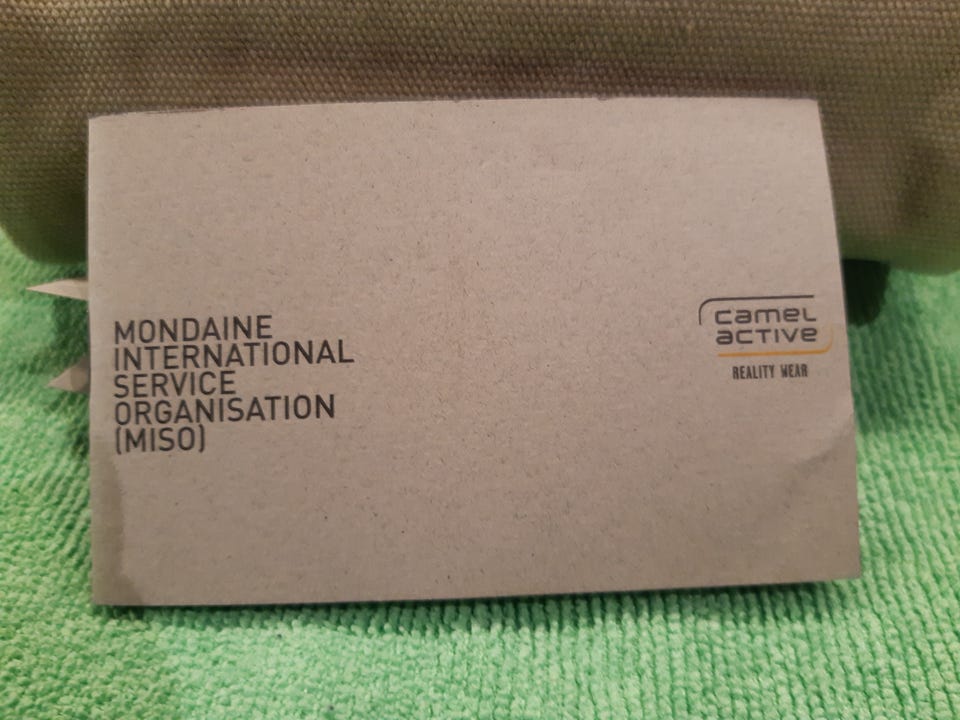 MONDAINE
INTERNATIONAL
SERVICE
ORGANISATION
(MISO)
camel
active
REALITY WEAR